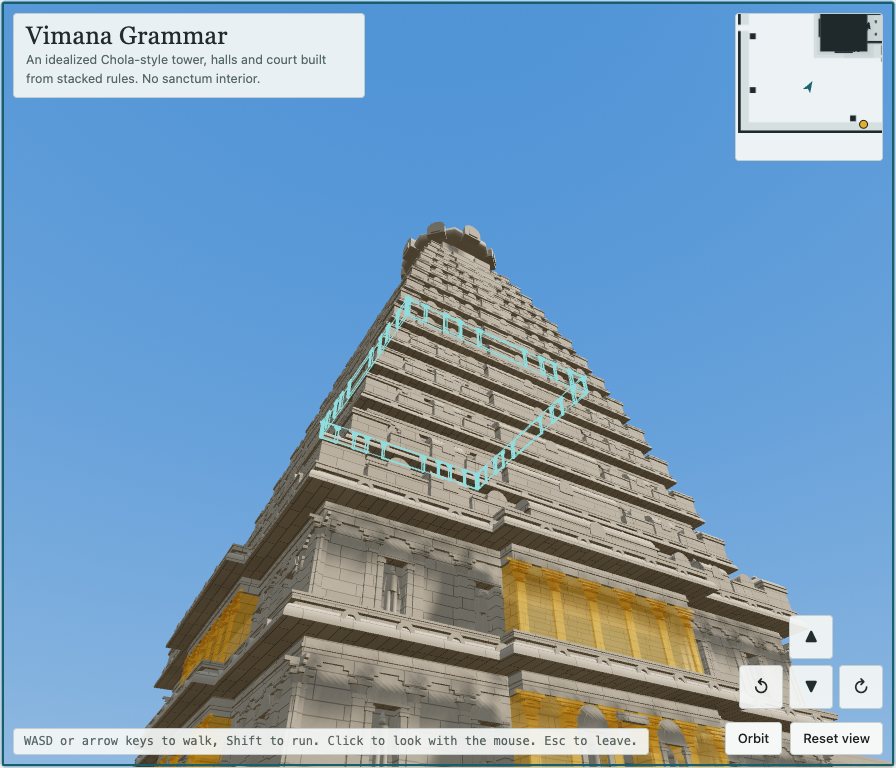 Vimana Grammar
An idealized Chola-style tower, halls and court built
from stacked rules. No sanctum interior.
WASD or arrow keys to walk, Shift to run. Click to look with the mouse. Esc to leave.
Orbit
Reset view